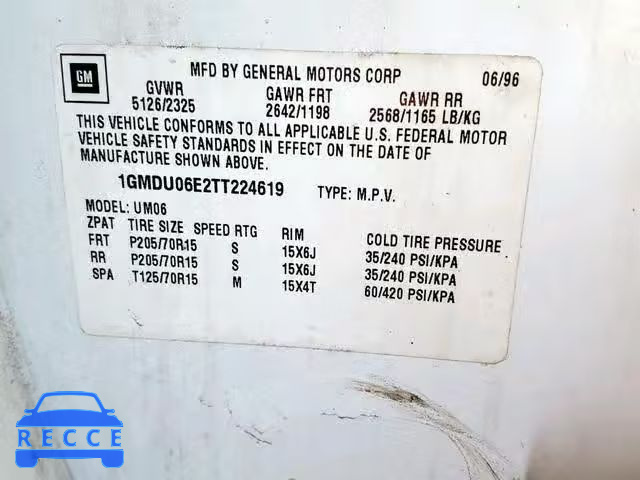 GM
MFD BY GENERAL MOTORS CORP 06/96
GVWR GAWR FRT GAWR RR
5126/2325 2642/1198 2568/1165 LB/KG
THIS VEHICLE CONFORMS TO ALL APPLICABLE U.S. FEDERAL MOTOR
VEHICLE SAFETY STANDARDS IN EFFECT ON THE DATE OF
MANUFACTURE SHOWN ABOVE.
1GMDU06E2TT224619 TYPE: M.P.V.
MODEL: UM06
ZPAT TIRE SIZE SPEED RTG RIM COLD TIRE PRESSURE
FRT P205/70R15 S 15X6J 35/240 PSI/KPA
RR P205/70R15 S 15X6J 35/240 PSI/KPA
SPA T125/70R15 M 15X4T 60/420 PSI/KPA
RECCE